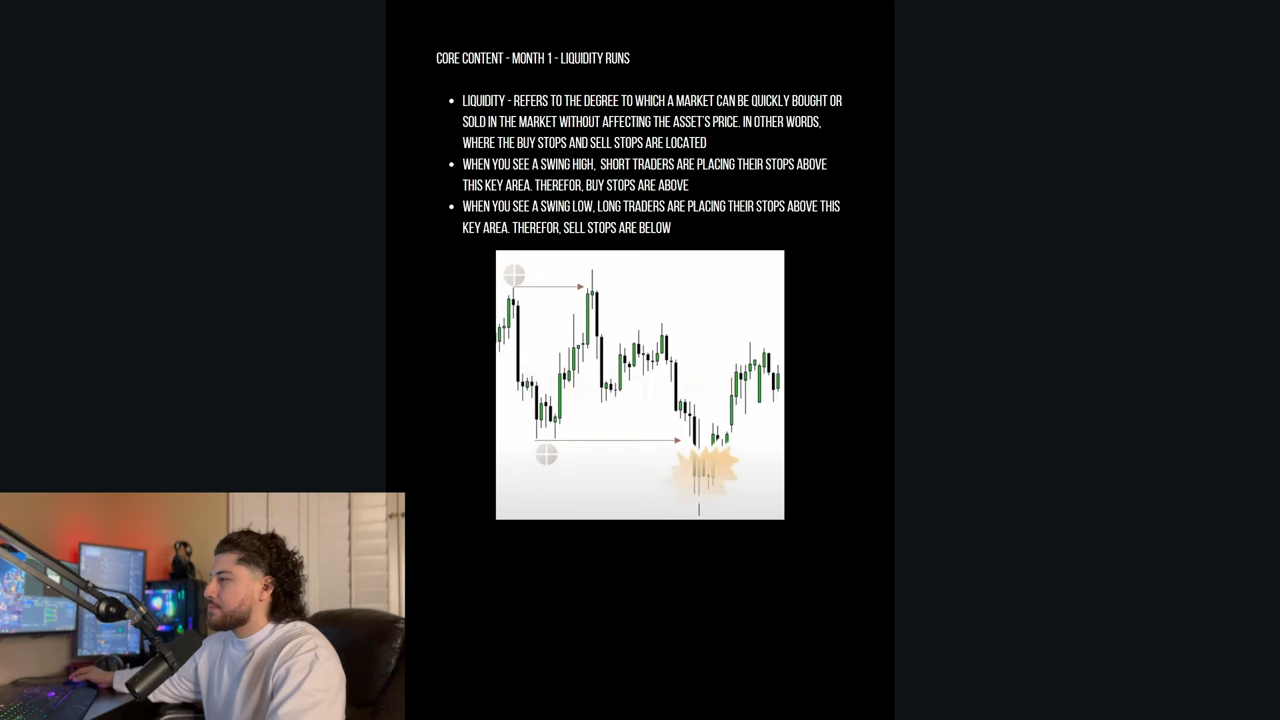 CORE CONTENT - MONTH 1 - LIQUIDITY RUNS
LIQUIDITY - REFERS TO THE DEGREE TO WHICH A MARKET CAN BE QUICKLY BOUGHT OR
SOLD IN THE MARKET WITHOUT AFFECTING THE ASSET'S PRICE. IN OTHER WORDS,
WHERE THE BUY STOPS AND SELL STOPS ARE LOCATED
WHEN YOU SEE A SWING HIGH, SHORT TRADERS ARE PLACING THEIR STOPS ABOVE
THIS KEY AREA. THEREFOR, BUY STOPS ARE ABOVE
WHEN YOU SEE A SWING LOW, LONG TRADERS ARE PLACING THEIR STOPS ABOVE THIS
KEY AREA. THEREFOR, SELL STOPS ARE BELOW